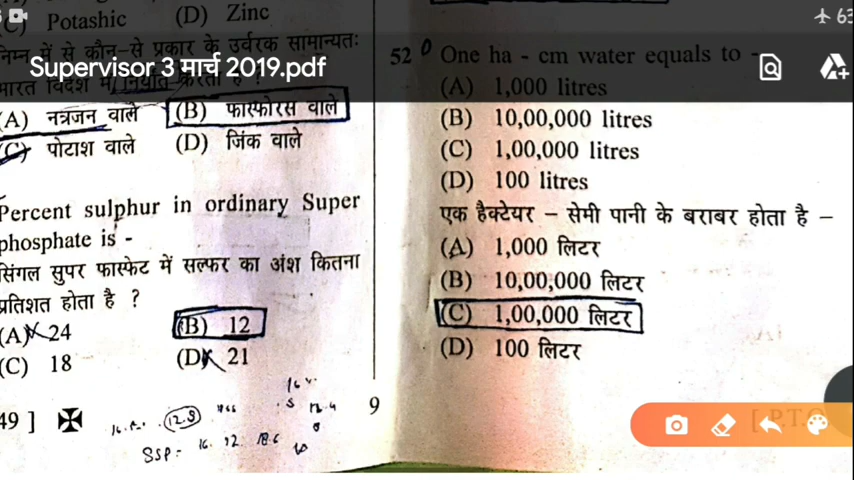 (C) Potashic (D) Zinc
निम्न में से कौन-से प्रकार के उर्वरक सामान्यतः
Supervisor 3 मार्च 2019.pdf
(A) नत्रजन वाले (B) फास्फोरस वाले
(C) पोटाश वाले (D) जिंक वाले
Percent sulphur in ordinary Super
phosphate is -
सिंगल सुपर फास्फेट में सल्फर का अंश कितना
प्रतिशत होता है ?
(A) 24 (B) 12
(C) 18 (D) 21
49 ] 9
SSP = 16 12
12.8
52 One ha - cm water equals to -
(A) 1,000 litres
(B) 10,00,000 litres
(C) 1,00,000 litres
(D) 100 litres
एक हैक्टेयर – सेमी पानी के बराबर होता है –
(A) 1,000 लिटर
(B) 10,00,000 लिटर
(C) 1,00,000 लिटर
(D) 100 लिटर
[ P.T.O
63